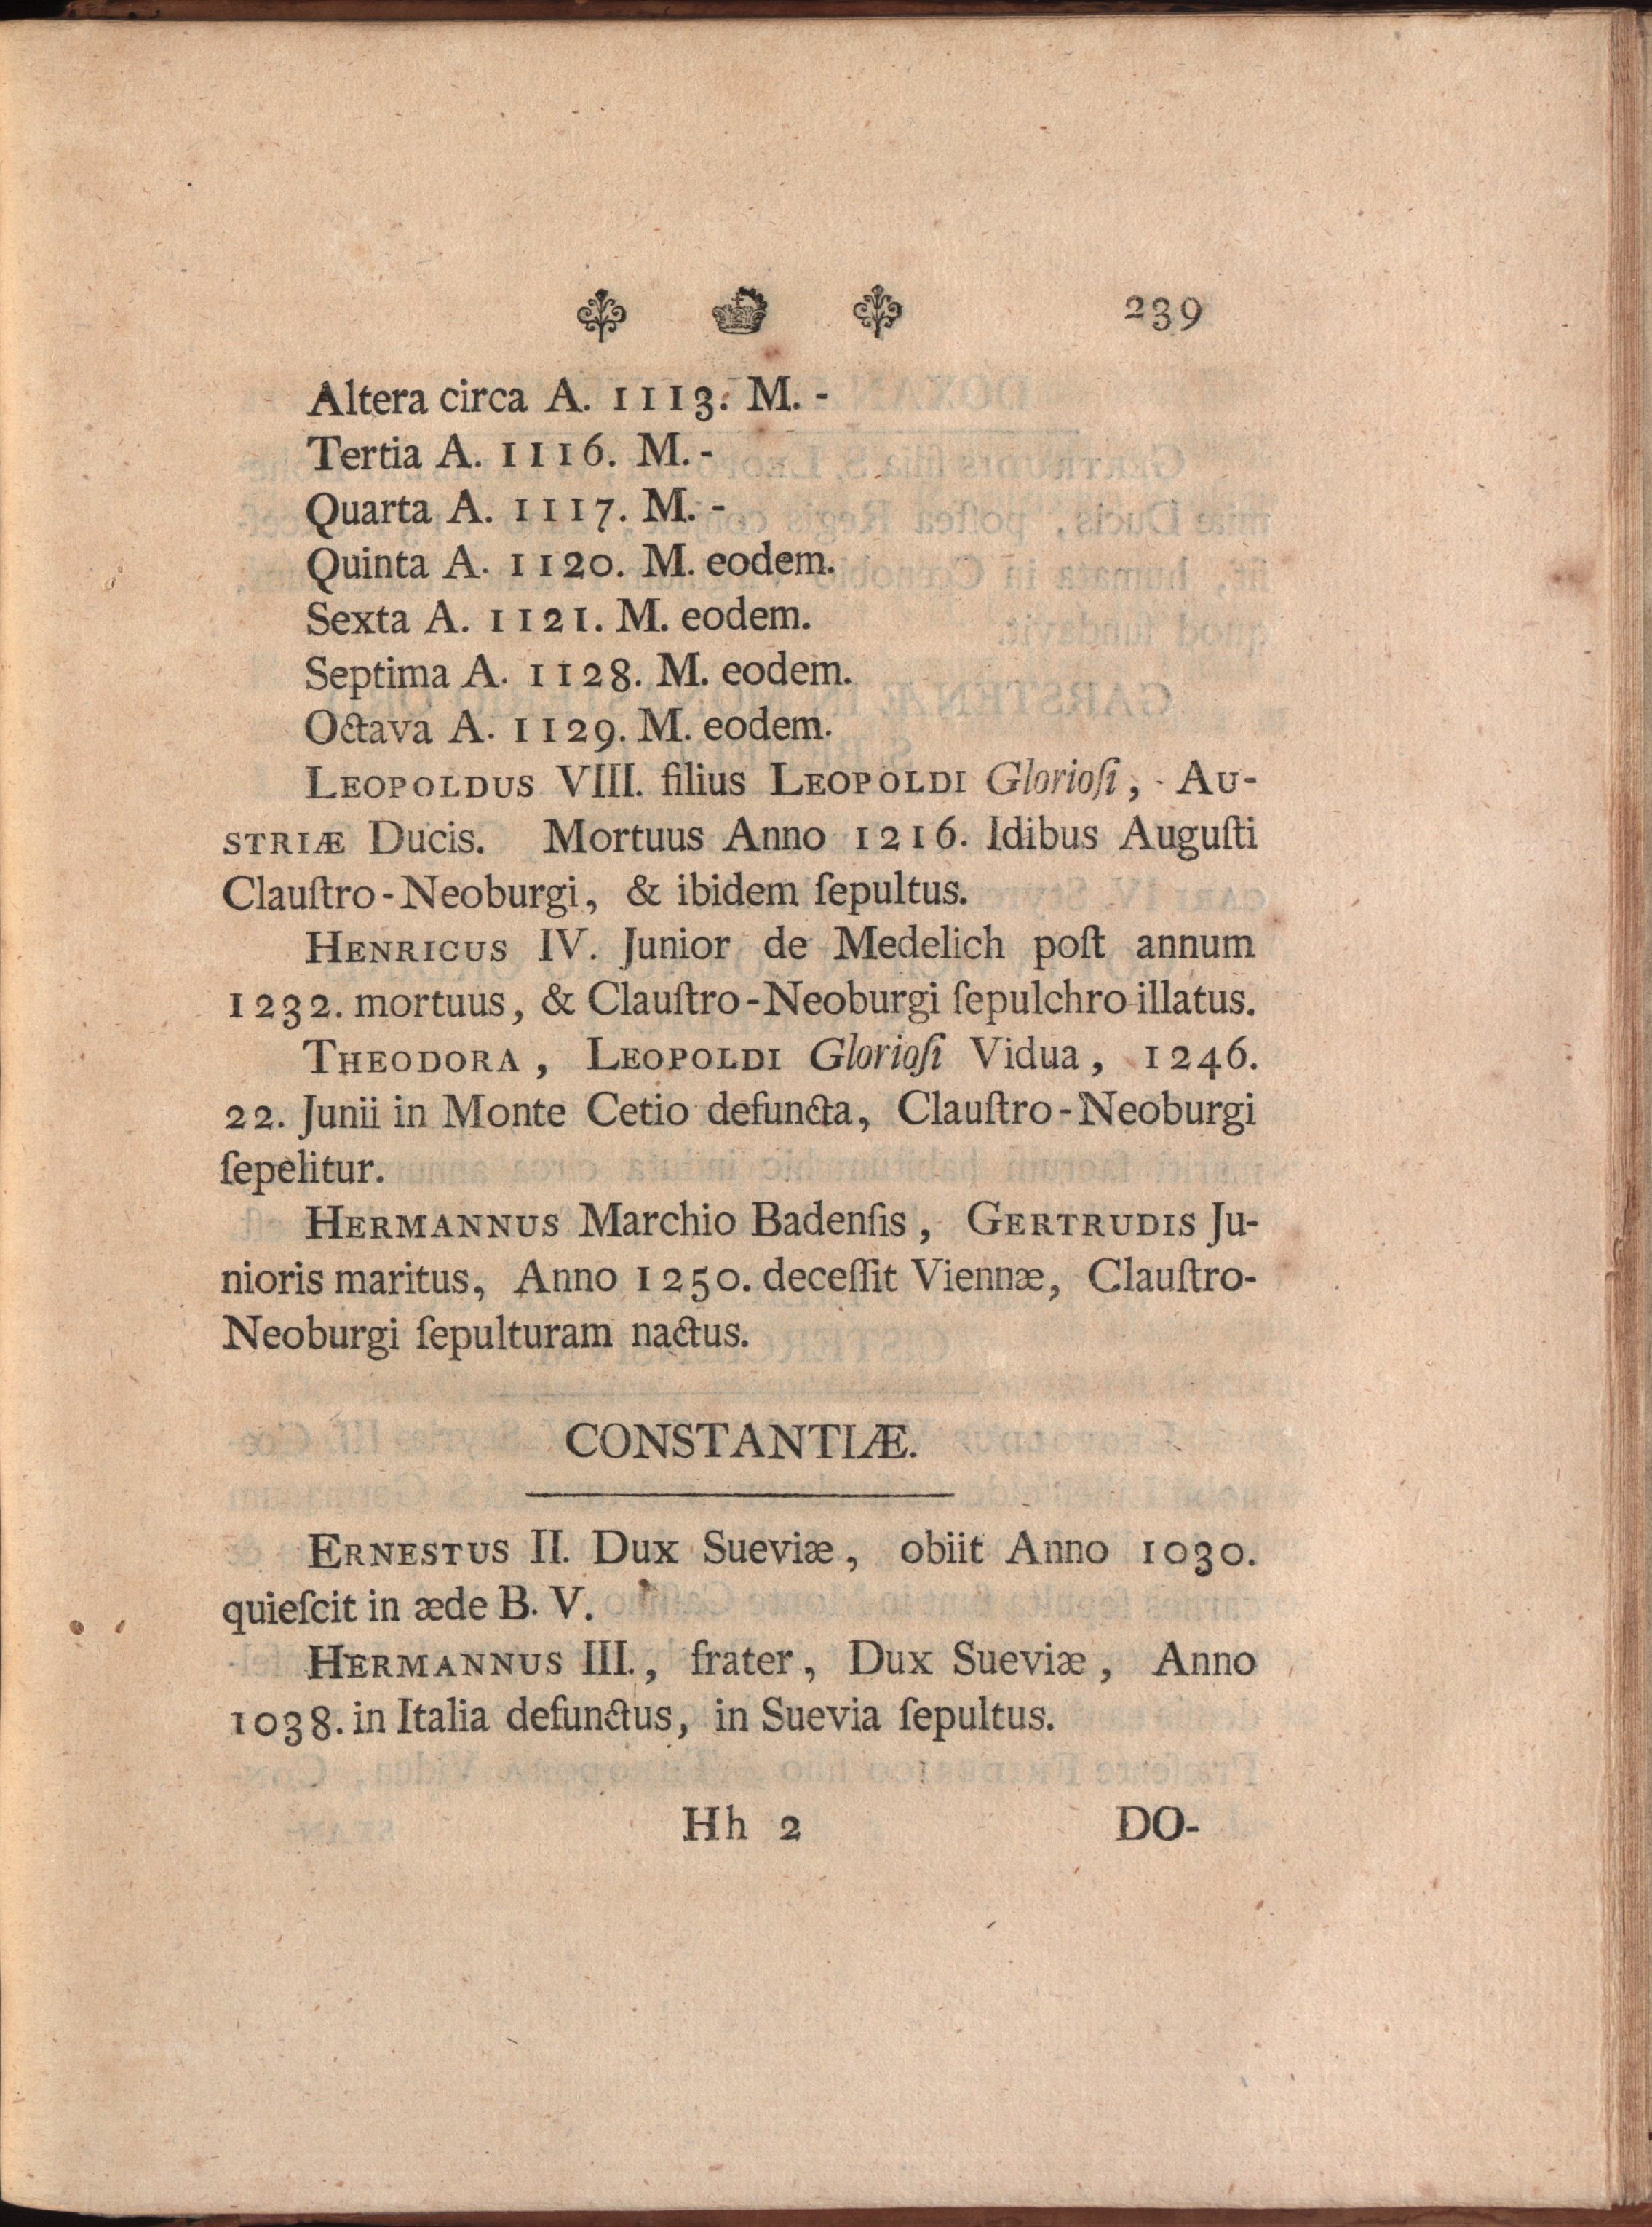 239
Altera circa A. 1113. M. -
Tertia A. 1116. M. -
Quarta A. 1117. M. -
Quinta A. 1120. M. eodem.
Sexta A. 1121. M. eodem.
Septima A. 1128. M. eodem.
Octava A. 1129. M. eodem.
LEOPOLDUS VIII. filius LEOPOLDI Glorioſi, AU-
STRIÆ Ducis. Mortuus Anno 1216. Idibus Auguſti
Clauſtro-Neoburgi, & ibidem ſepultus.
HENRICUS IV. Junior de Medelich poſt annum
1232. mortuus, & Clauſtro-Neoburgi ſepulchro illatus.
THEODORA, LEOPOLDI Glorioſi Vidua, 1246.
22. Junii in Monte Cetio defuncta, Clauſtro-Neoburgi
ſepelitur.
HERMANNUS Marchio Badenſis, GERTRUDIS Ju-
nioris maritus, Anno 1250. deceſſit Viennæ, Clauſtro-
Neoburgi ſepulturam nactus.
CONSTANTIÆ.
ERNESTUS II. Dux Sueviæ, obiit Anno 1030.
quieſcit in æde B. V.
HERMANNUS III., frater, Dux Sueviæ, Anno
1038. in Italia defunctus, in Suevia ſepultus.
Hh 2 DO-